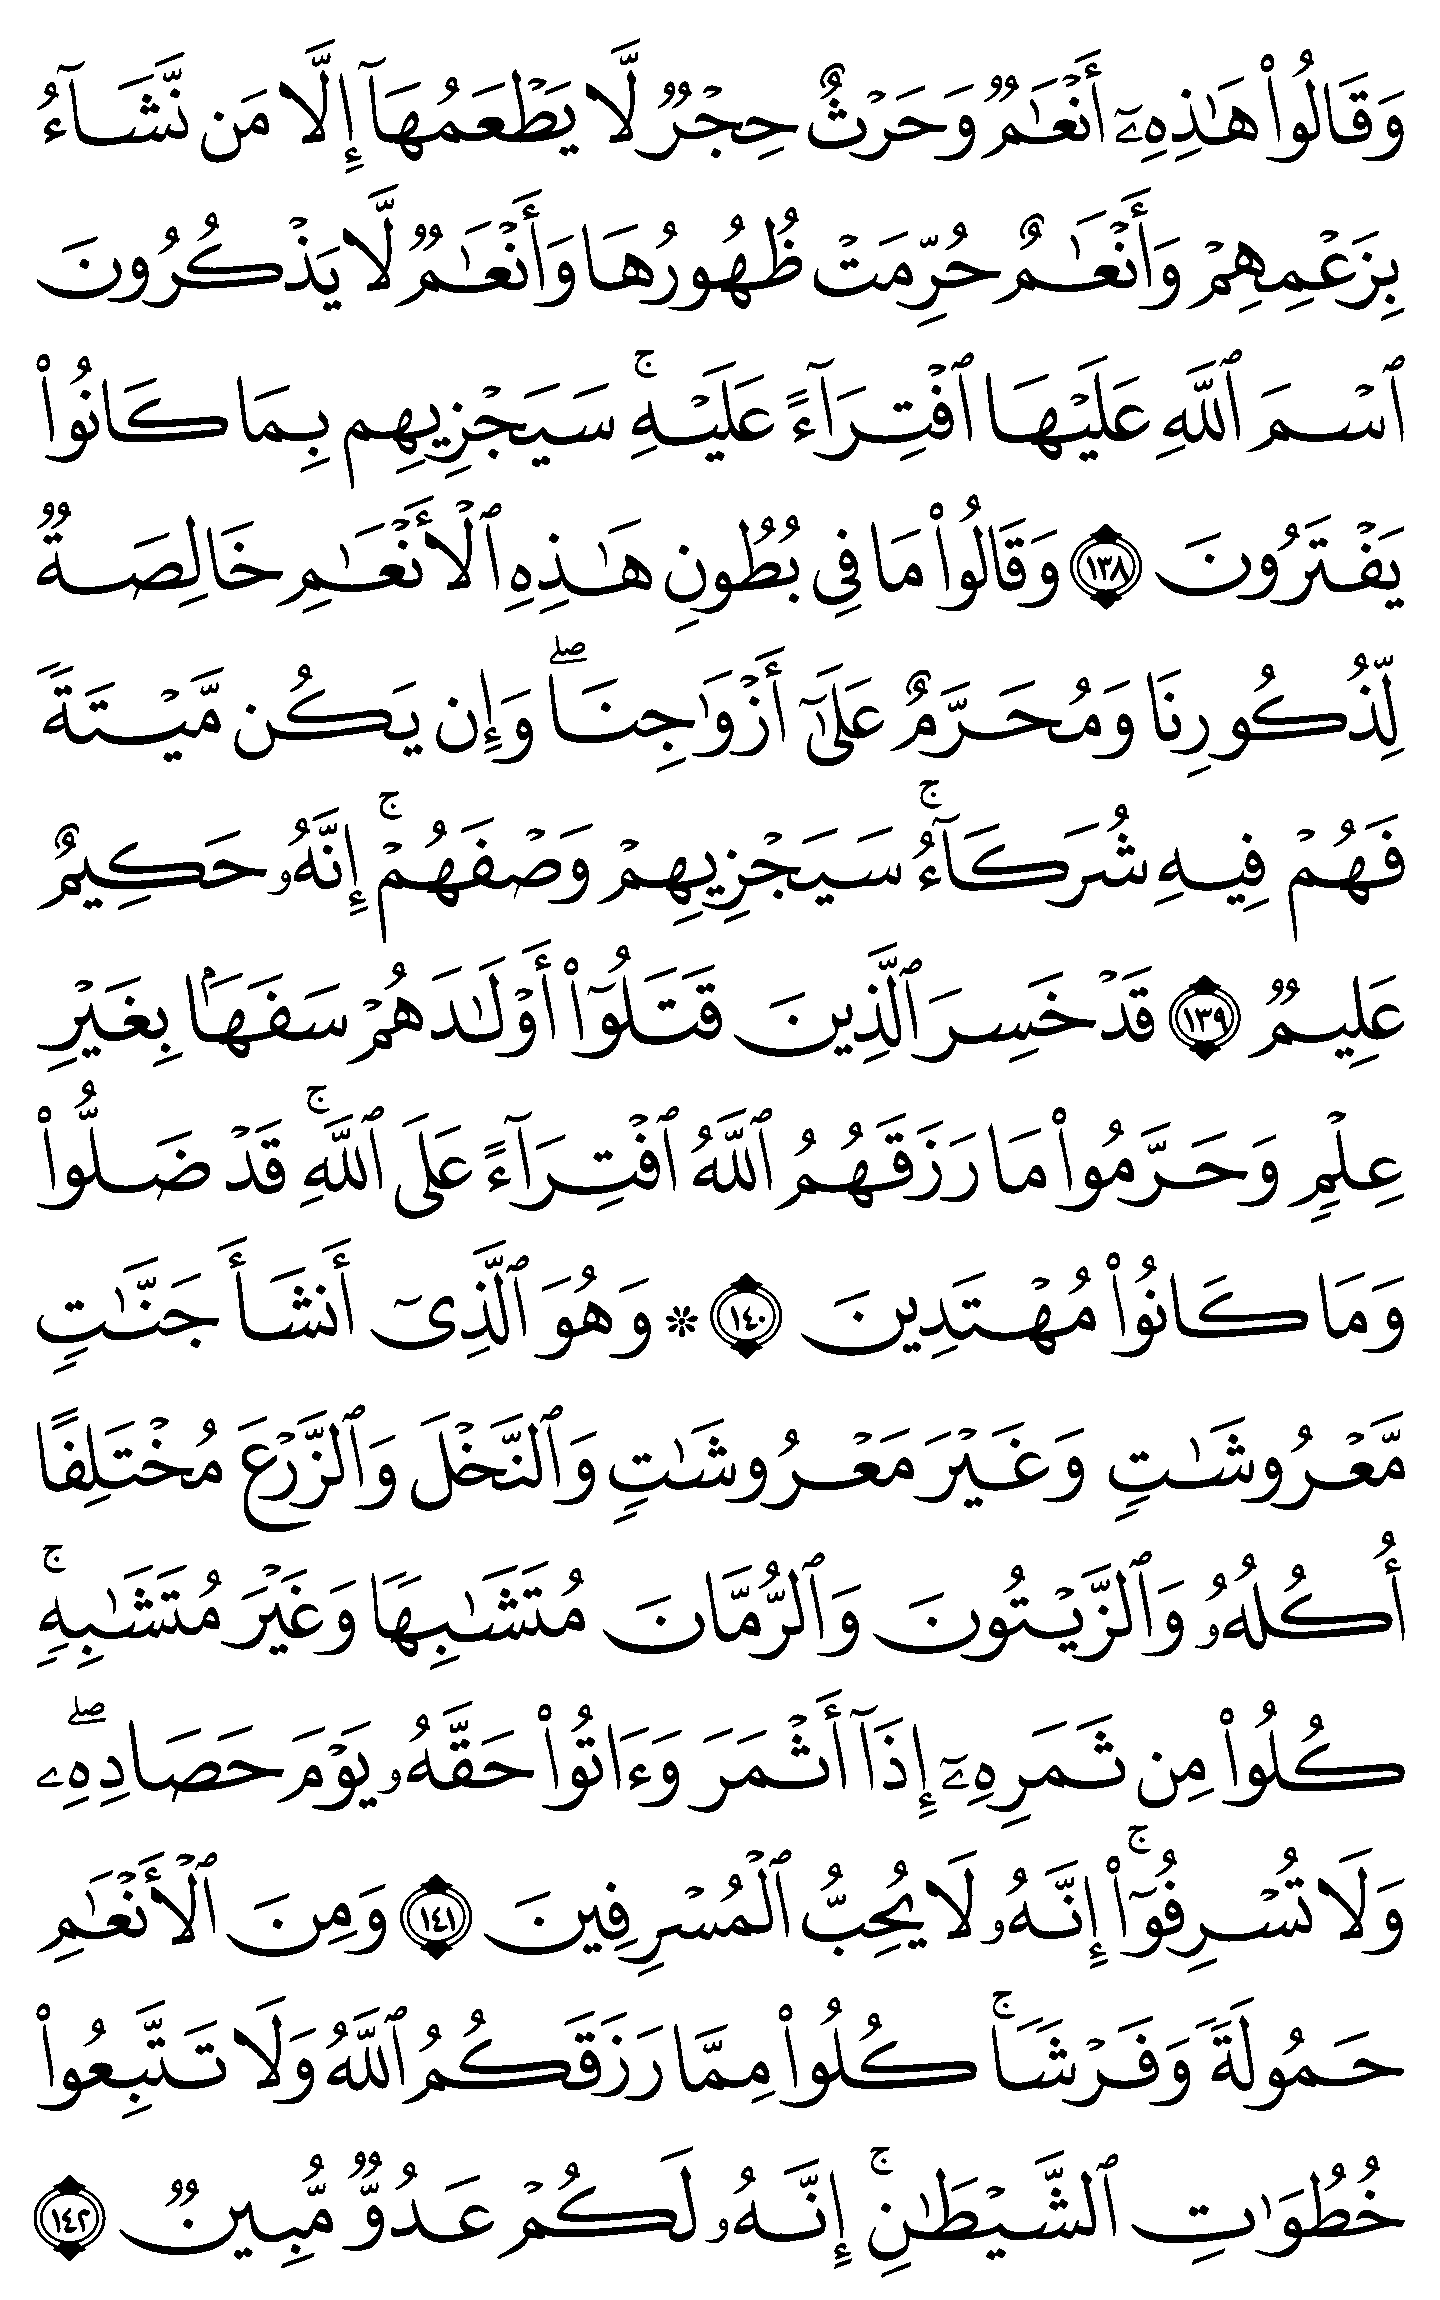 وَقَالُوا۟ هَـٰذِهِۦٓ أَنْعَـٰمٌۭ وَحَرْثٌ حِجْرٌۭ لَّا يَطْعَمُهَآ إِلَّا مَن نَّشَآءُ
بِزَعْمِهِمْ وَأَنْعَـٰمٌ حُرِّمَتْ ظُهُورُهَا وَأَنْعَـٰمٌۭ لَّا يَذْكُرُونَ
ٱسْمَ ٱللَّهِ عَلَيْهَا ٱفْتِرَآءً عَلَيْهِ ۚ سَيَجْزِيهِم بِمَا كَانُوا۟
يَفْتَرُونَ ١٣٨ وَقَالُوا۟ مَا فِى بُطُونِ هَـٰذِهِ ٱلْأَنْعَـٰمِ خَالِصَةٌۭ
لِّذُكُورِنَا وَمُحَرَّمٌ عَلَىٰٓ أَزْوَٰجِنَا ۖ وَإِن يَكُن مَّيْتَةًۭ
فَهُمْ فِيهِ شُرَكَآءُ ۚ سَيَجْزِيهِمْ وَصْفَهُمْ ۚ إِنَّهُۥ حَكِيمٌ
عَلِيمٌۭ ١٣٩ قَدْ خَسِرَ ٱلَّذِينَ قَتَلُوٓا۟ أَوْلَـٰدَهُمْ سَفَهًۢا بِغَيْرِ
عِلْمٍۢ وَحَرَّمُوا۟ مَا رَزَقَهُمُ ٱللَّهُ ٱفْتِرَآءً عَلَى ٱللَّهِ ۚ قَدْ ضَلُّوا۟
وَمَا كَانُوا۟ مُهْتَدِينَ ١٤٠ ۞ وَهُوَ ٱلَّذِىٓ أَنشَأَ جَنَّـٰتٍۢ
مَّعْرُوشَـٰتٍۢ وَغَيْرَ مَعْرُوشَـٰتٍۢ وَٱلنَّخْلَ وَٱلزَّرْعَ مُخْتَلِفًا
أُكُلُهُۥ وَٱلزَّيْتُونَ وَٱلرُّمَّانَ مُتَشَـٰبِهًۭا وَغَيْرَ مُتَشَـٰبِهٍۢ ۚ
كُلُوا۟ مِن ثَمَرِهِۦٓ إِذَآ أَثْمَرَ وَءَاتُوا۟ حَقَّهُۥ يَوْمَ حَصَادِهِۦ ۖ
وَلَا تُسْرِفُوٓا۟ ۚ إِنَّهُۥ لَا يُحِبُّ ٱلْمُسْرِفِينَ ١٤١ وَمِنَ ٱلْأَنْعَـٰمِ
حَمُولَةًۭ وَفَرْشًۭا ۚ كُلُوا۟ مِمَّا رَزَقَكُمُ ٱللَّهُ وَلَا تَتَّبِعُوا۟
خُطُوَٰتِ ٱلشَّيْطَـٰنِ ۚ إِنَّهُۥ لَكُمْ عَدُوٌّۭ مُّبِينٌۭ ١٤٢